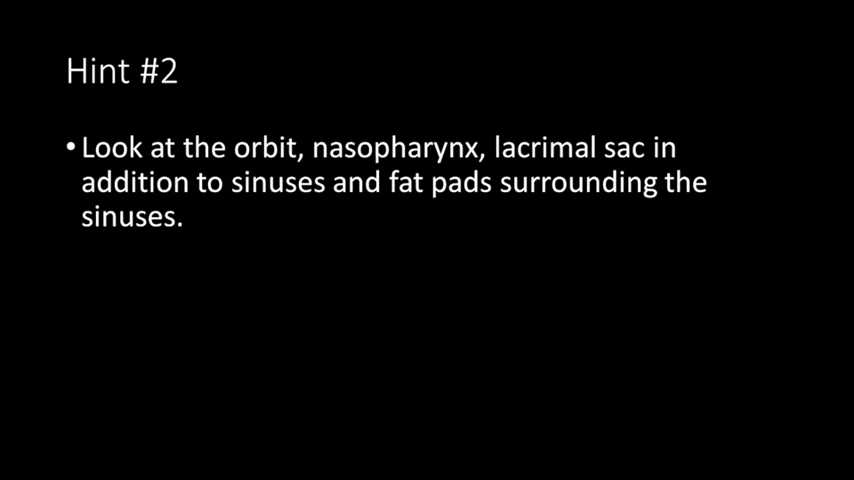 Hint #2
•Look at the orbit, nasopharynx, lacrimal sac in
addition to sinuses and fat pads surrounding the
sinuses.